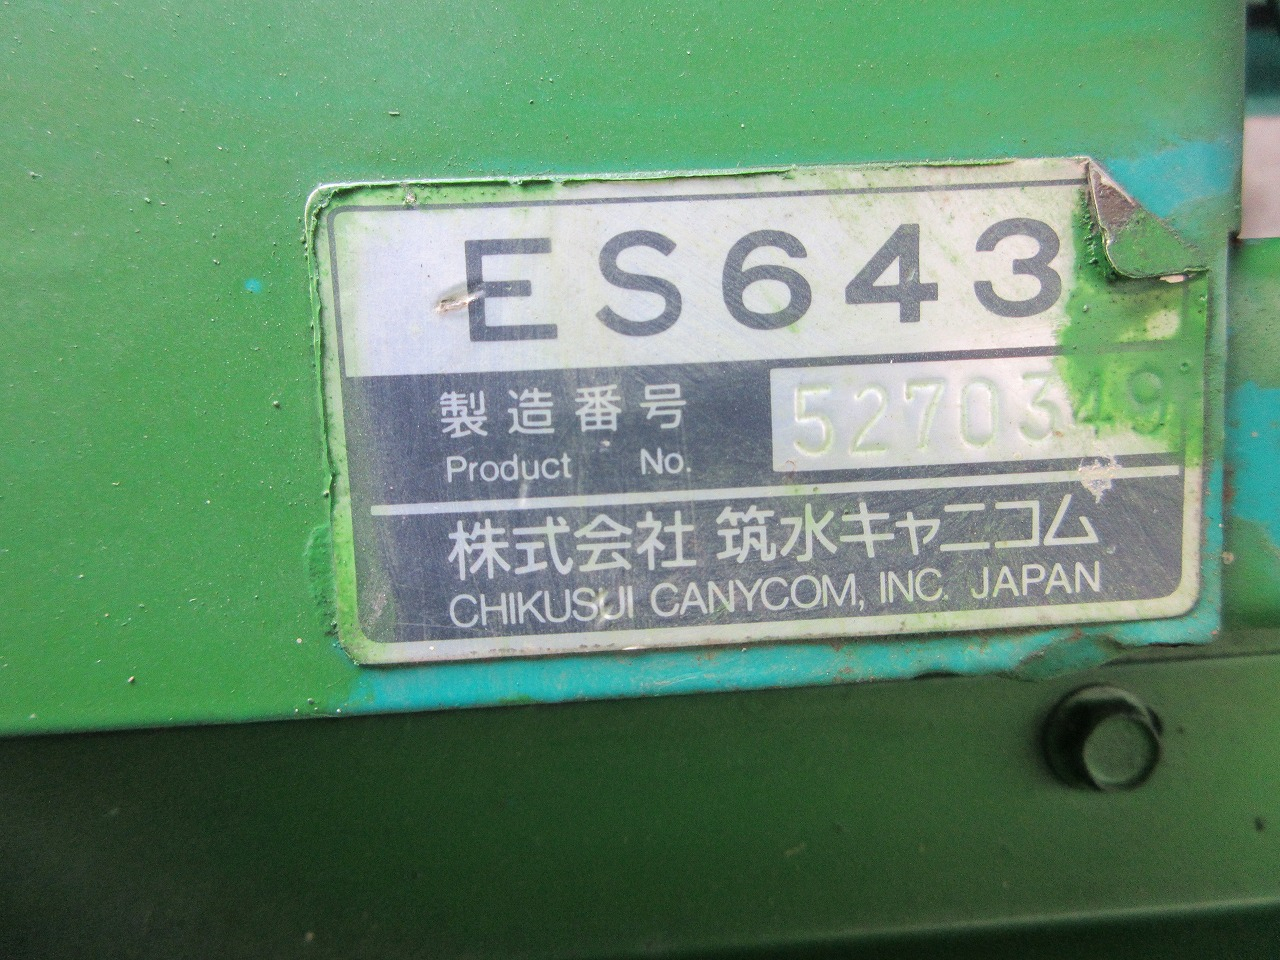 ES643
製造番号 5270349
Product No.
株式会社 筑水キャニコム
CHIKUSUI CANYCOM, INC. JAPAN